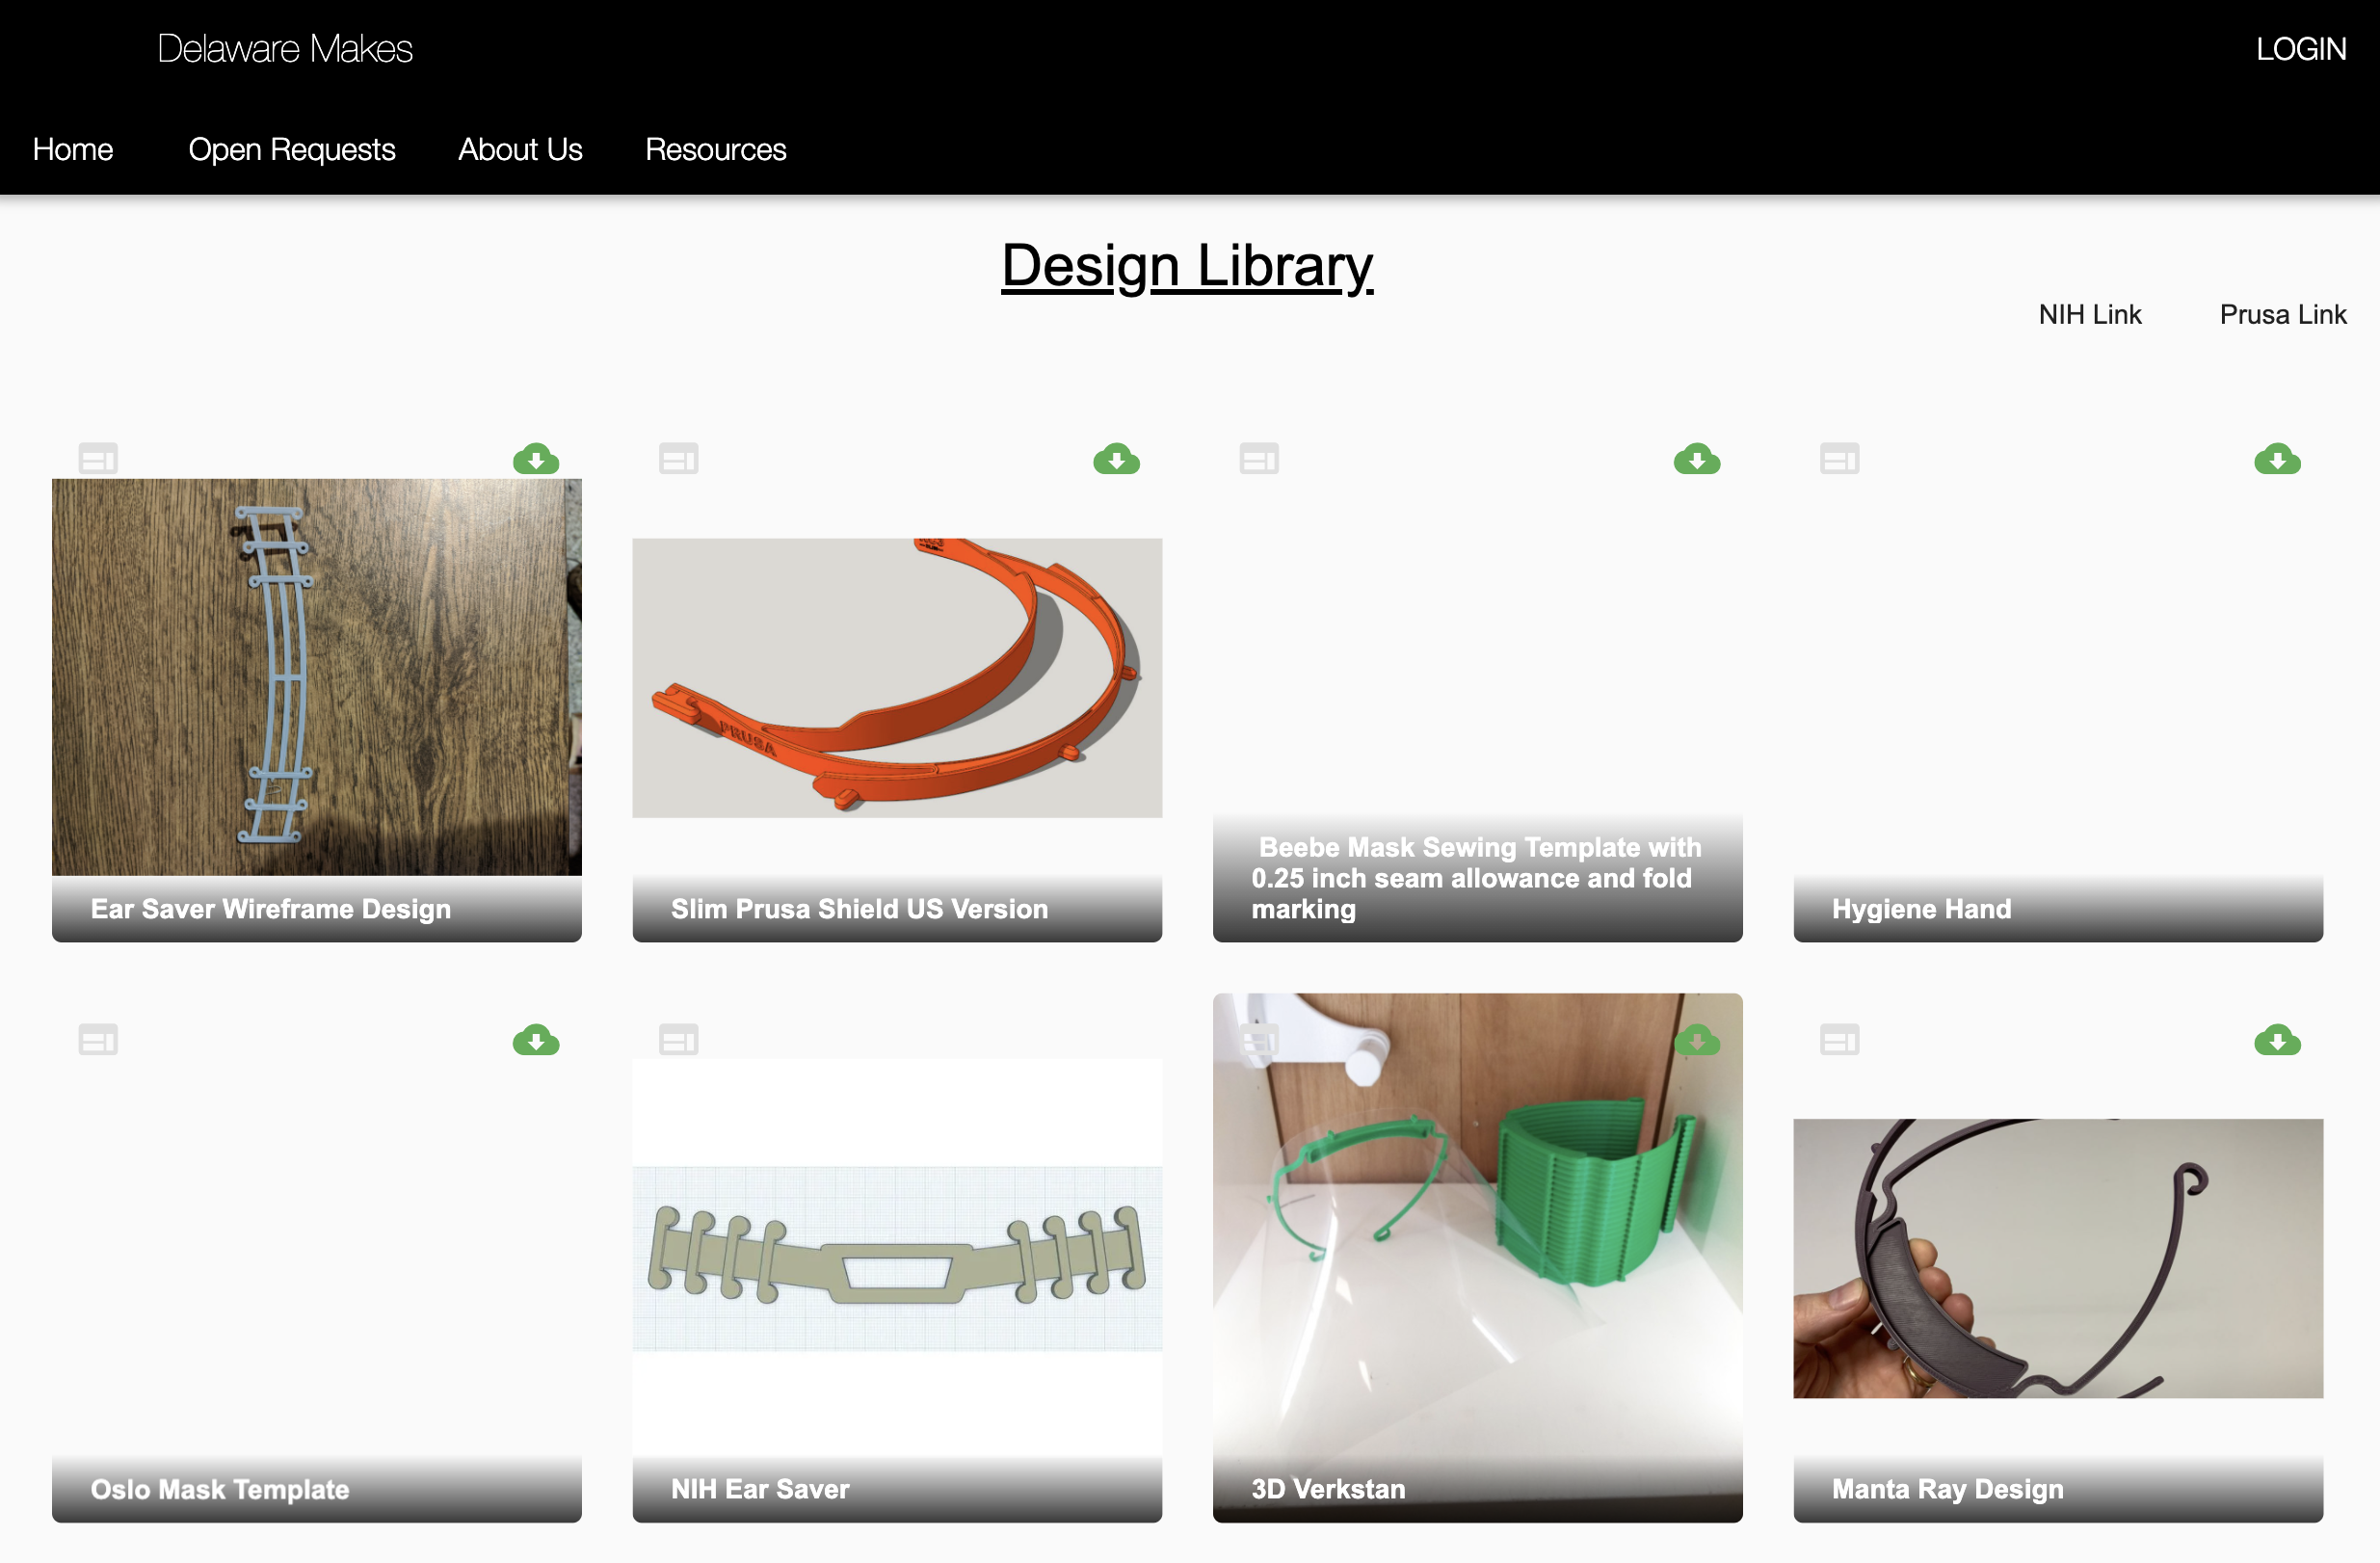 Delaware Makes
LOGIN
Home
Open Requests
About Us
Resources
Design Library
NIH Link
Prusa Link
PRUSA
Ear Saver Wireframe Design
Slim Prusa Shield US Version
Beebe Mask Sewing Template with
0.25 inch seam allowance and fold
marking
Hygiene Hand
Oslo Mask Template
NIH Ear Saver
3D Verkstan
Manta Ray Design